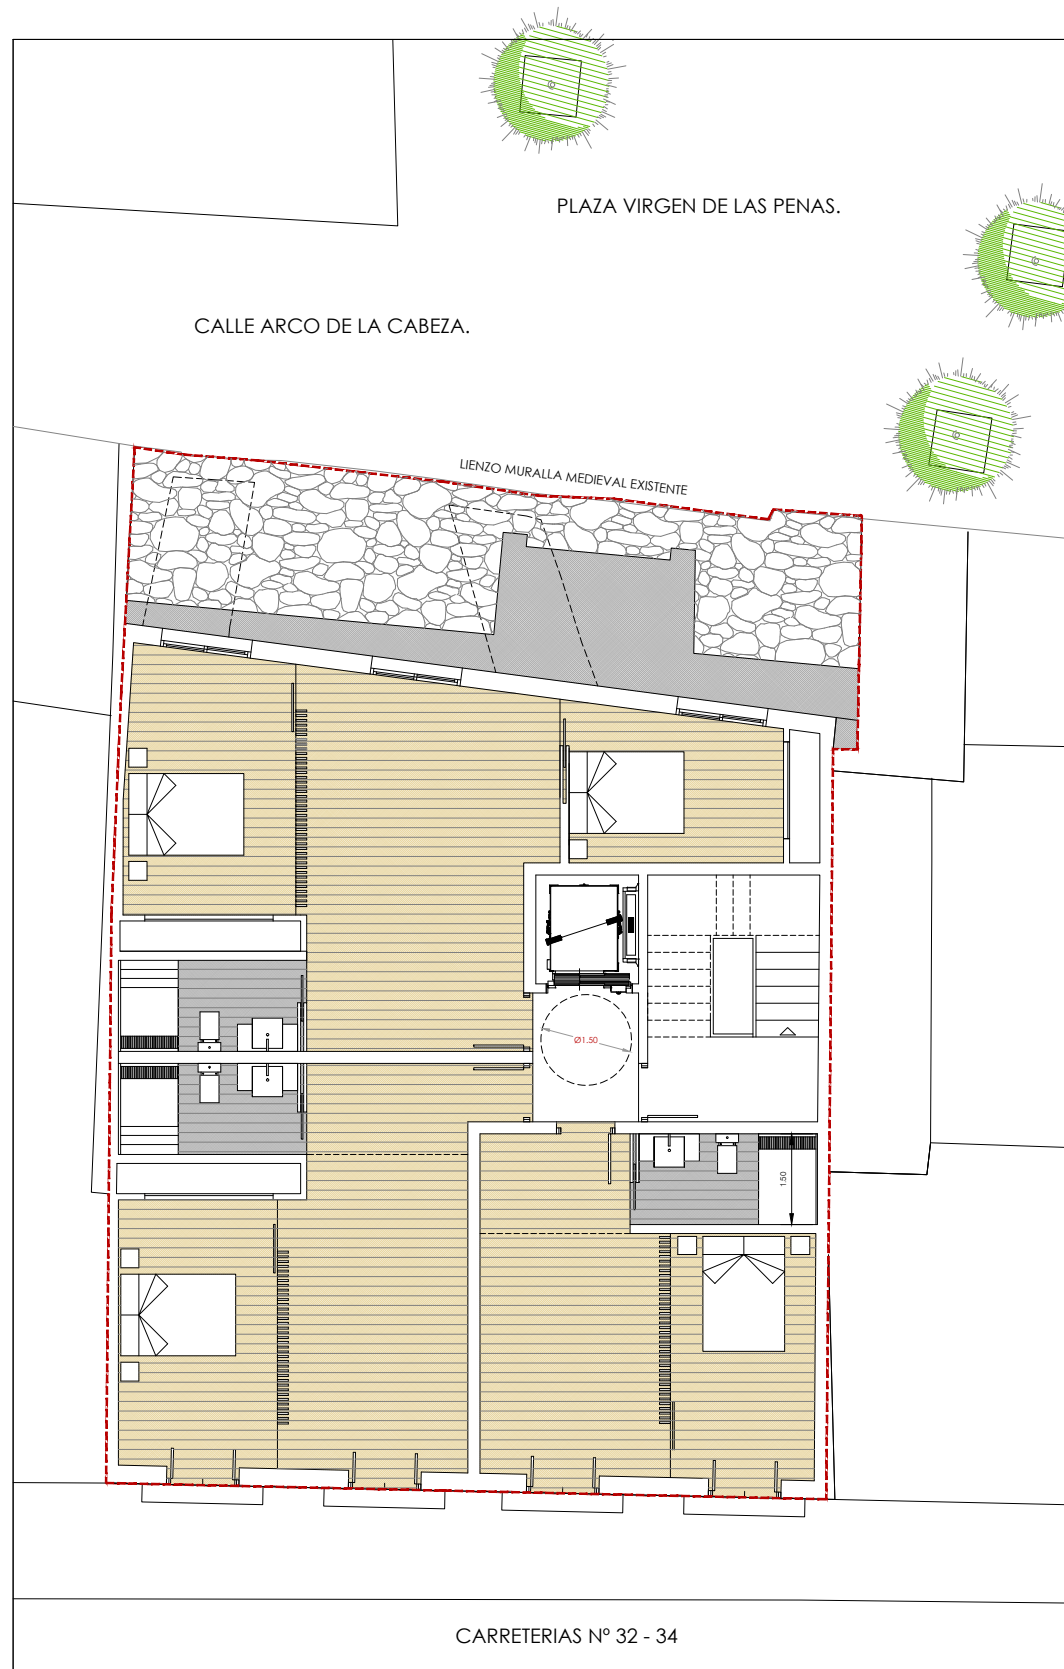 PLAZA VIRGEN DE LAS PENAS.
CALLE ARCO DE LA CABEZA.
LIENZO MURALLA MEDIEVAL EXISTENTE
Ø1.50
1.50
CARRETERIAS Nº 32 - 34